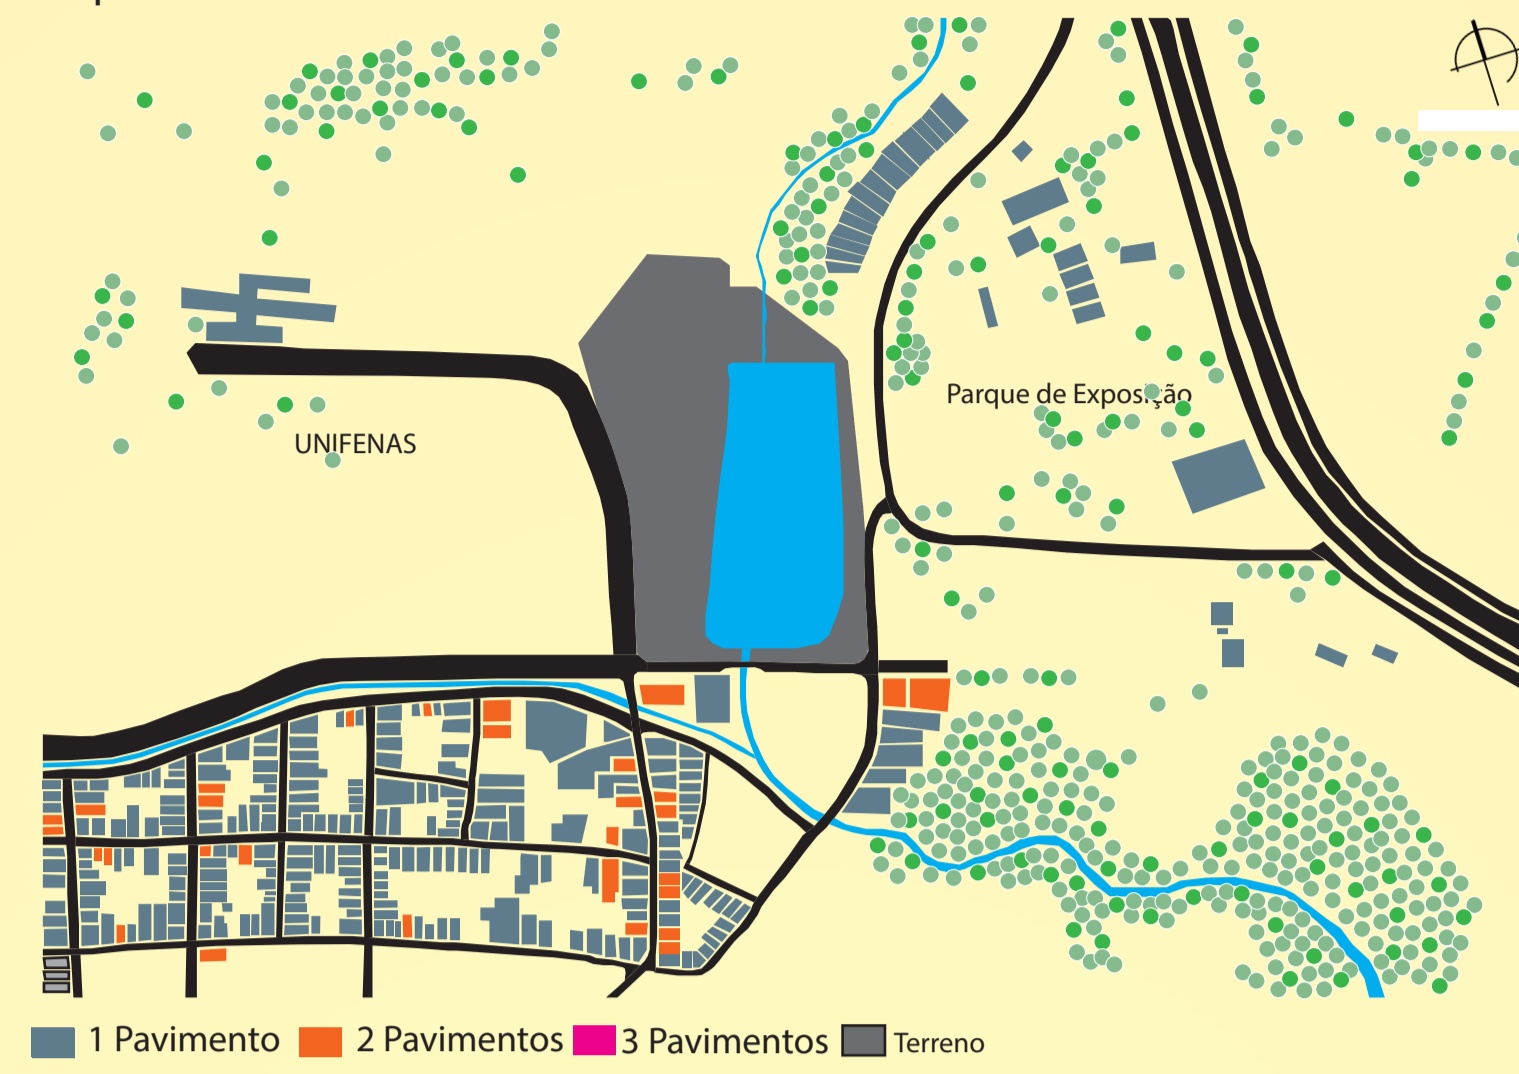 Parque de Exposição
UNIFENAS
1 Pavimento 2 Pavimentos 3 Pavimentos Terreno